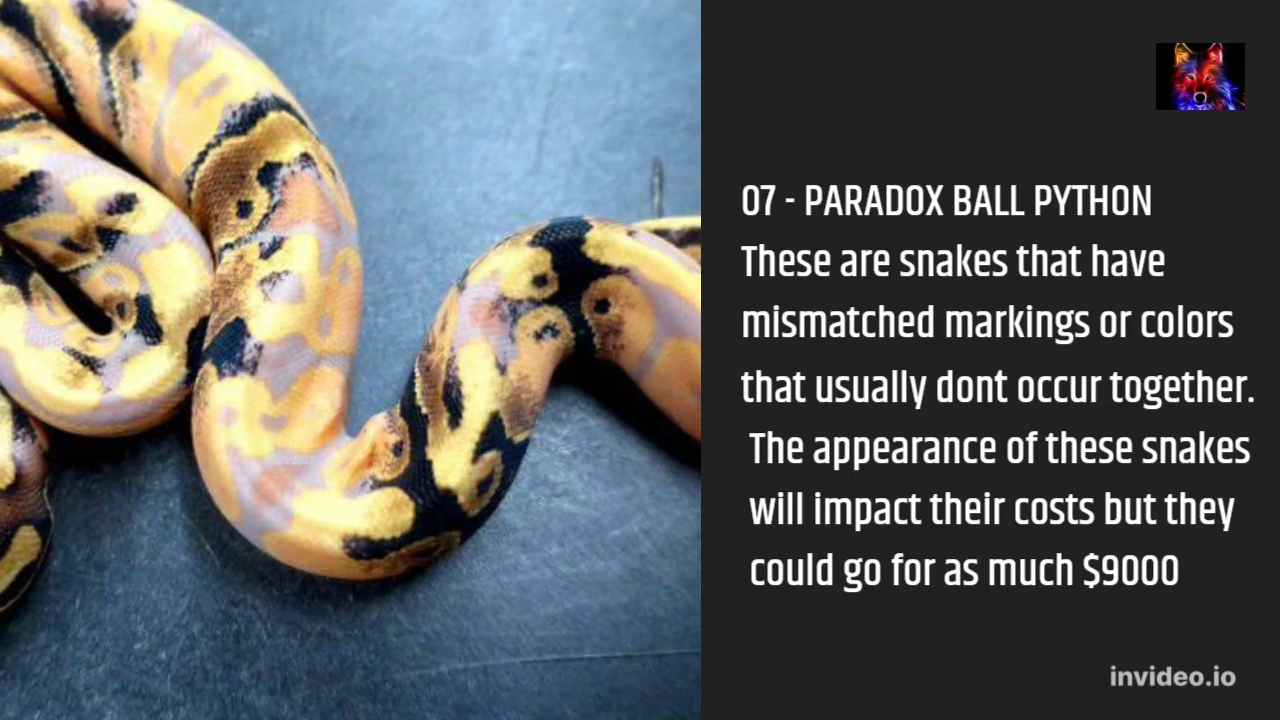 07 - PARADOX BALL PYTHON
These are snakes that have
mismatched markings or colors
that usually dont occur together.
The appearance of these snakes
will impact their costs but they
could go for as much $9000
invideo.io